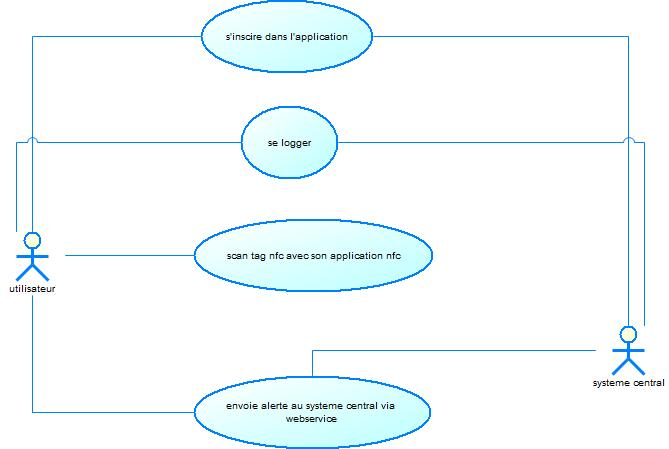 s'inscire dans l'application
se logger
scan tag nfc avec son application nfc
utilisateur
systeme central
envoie alerte au systeme central via
webservice